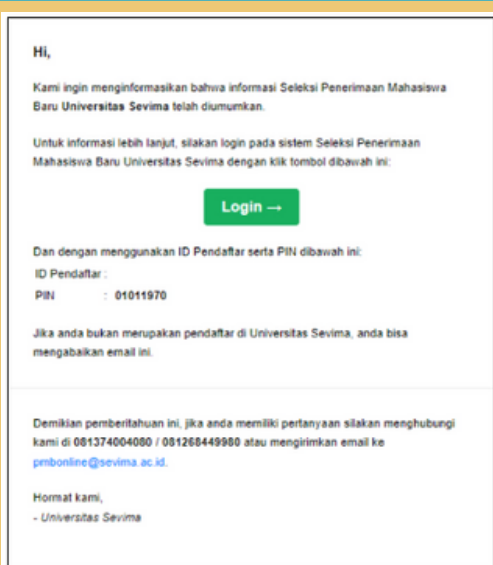 Hi,
Kami ingin menginformasikan bahwa informasi Seleksi Penerimaan Mahasiswa
Baru Universitas Sevima telah diumumkan.
Untuk informasi lebih lanjut, silakan login pada sistem Seleksi Penerimaan
Mahasiswa Baru Universitas Sevima dengan klik tombol dibawah ini:
Login →
Dan dengan menggunakan ID Pendaftar serta PIN dibawah ini:
ID Pendaftar :
PIN : 01011970
Jika anda bukan merupakan pendaftar di Universitas Sevima, anda bisa
mengabaikan email ini.
Demikian pemberitahuan ini, jika anda memiliki pertanyaan silakan menghubungi
kami di 081374004080 / 081268449980 atau mengirimkan email ke
pmbonline@sevima.ac.id.
Hormat kami,
- Universitas Sevima